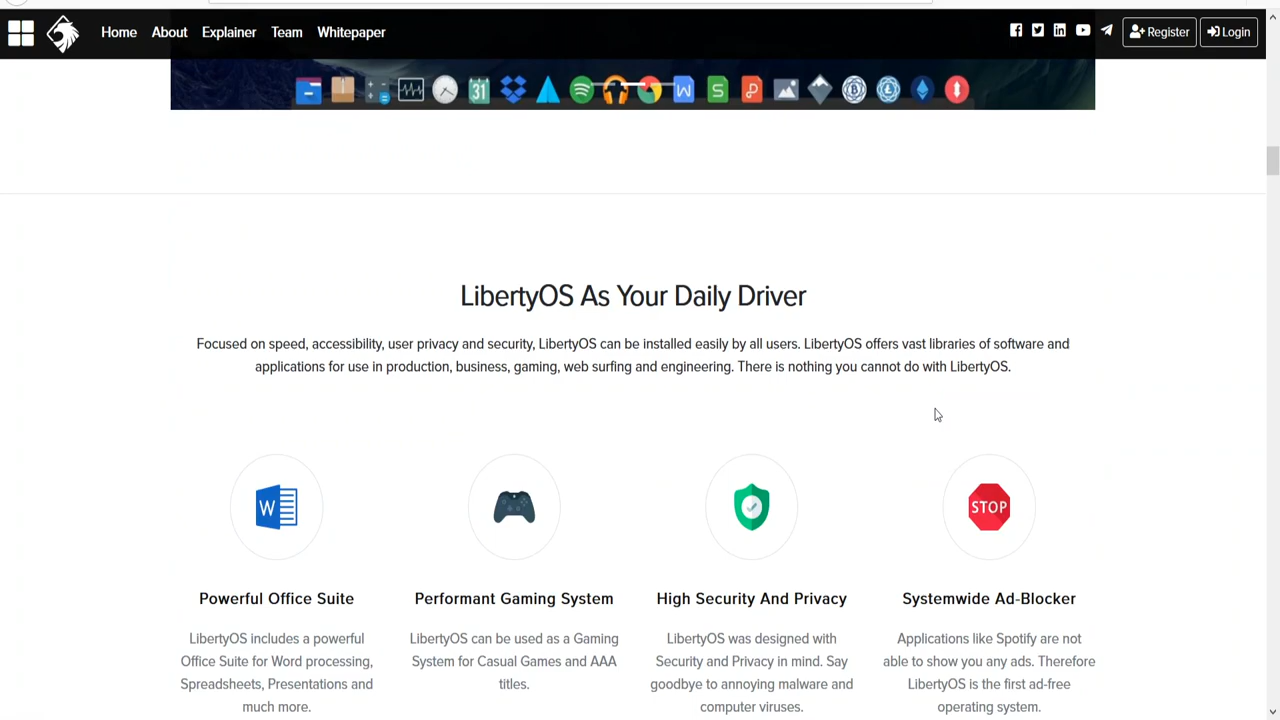 Home About Explainer Team Whitepaper Register Login
31 W S P
LibertyOS As Your Daily Driver
Focused on speed, accessibility, user privacy and security, LibertyOS can be installed easily by all users. LibertyOS offers vast libraries of software and
applications for use in production, business, gaming, web surfing and engineering. There is nothing you cannot do with LibertyOS.
W
STOP
Powerful Office Suite
LibertyOS includes a powerful
Office Suite for Word processing,
Spreadsheets, Presentations and
much more.
Performant Gaming System
LibertyOS can be used as a Gaming
System for Casual Games and AAA
titles.
High Security And Privacy
LibertyOS was designed with
Security and Privacy in mind. Say
goodbye to annoying malware and
computer viruses.
Systemwide Ad-Blocker
Applications like Spotify are not
able to show you any ads. Therefore
LibertyOS is the first ad-free
operating system.